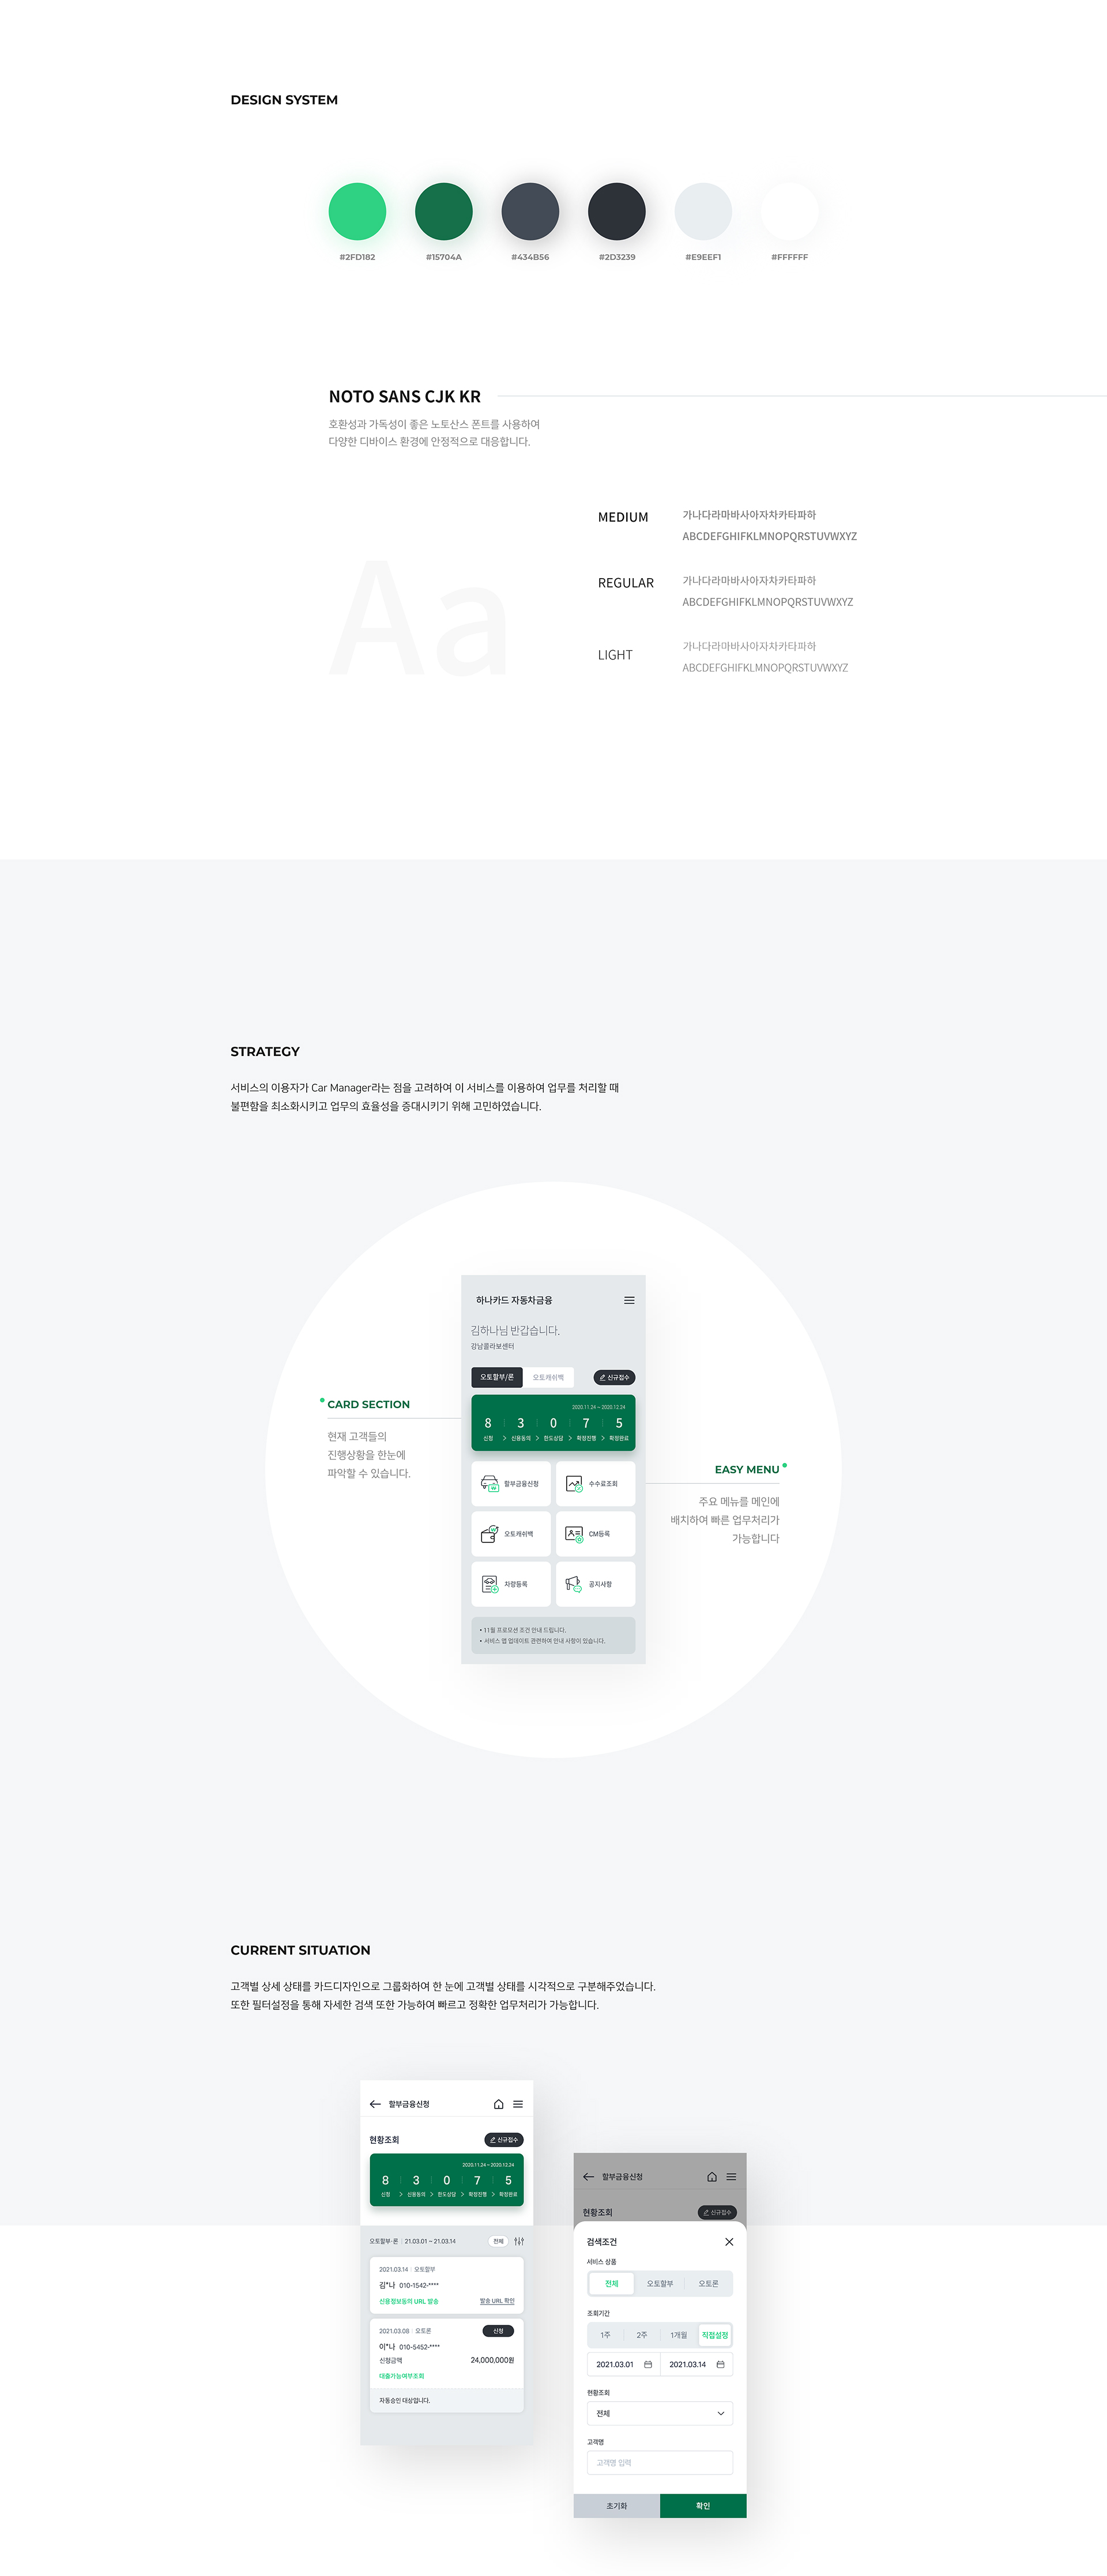 DESIGN SYSTEM
#2FD182
#15704A
#434B56
#2D3239
#E9EEF1
#FFFFFF
NOTO SANS CJK KR
호환성과 가독성이 좋은 노토산스 폰트를 사용하여
다양한 디바이스 환경에 안정적으로 대응합니다.
Aa
MEDIUM
가나다라마바사아자차카타파하
ABCDEFGHIFKLMNOPQRSTUVWXYZ
REGULAR
가나다라마바사아자차카타파하
ABCDEFGHIFKLMNOPQRSTUVWXYZ
LIGHT
가나다라마바사아자차카타파하
ABCDEFGHIFKLMNOPQRSTUVWXYZ
STRATEGY
서비스의 이용자가 Car Manager라는 점을 고려하여 이 서비스를 이용하여 업무를 처리할 때
불편함을 최소화시키고 업무의 효율성을 증대시키기 위해 고민하였습니다.
CARD SECTION
현재 고객들의
진행상황을 한눈에
파악할 수 있습니다.
하나카드 자동차금융
김하나님 반갑습니다.
강남콜라보센터
오토할부/론
오토캐쉬백
신규접수
2020.11.24 ~ 2020.12.24
8 3 0 7 5
신청 > 신용동의 > 한도상담 > 확정진행 > 확정완료
할부금융신청
수수료조회
오토캐쉬백
CM등록
차량등록
공지사항
• 11월 프로모션 조건 안내 드립니다.
• 서비스 앱 업데이트 관련하여 안내 사항이 있습니다.
EASY MENU
주요 메뉴를 메인에
배치하여 빠른 업무처리가
가능합니다
CURRENT SITUATION
고객별 상세 상태를 카드디자인으로 그룹화하여 한 눈에 고객별 상태를 시각적으로 구분해주었습니다.
또한 필터설정을 통해 자세한 검색 또한 가능하여 빠르고 정확한 업무처리가 가능합니다.
할부금융신청
현황조회
신규접수
2020.11.24 ~ 2020.12.24
8 3 0 7 5
신청 > 신용동의 > 한도상담 > 확정진행 > 확정완료
오토할부·론 | 21.03.01 ~ 21.03.14
전체
2021.03.14 | 오토할부
김*나 010-1542-****
신용정보동의 URL 발송
발송 URL 확인
2021.03.08 | 오토론
신청
이*나 010-5452-****
신청금액
24,000,000원
대출가능여부조회
자동승인 대상입니다.
할부금융신청
현황조회
신규접수
검색조건
서비스 상품
전체
오토할부
오토론
조회기간
1주
2주
1개월
직접설정
2021.03.01
2021.03.14
현황조회
전체
고객명
고객명 입력
초기화
확인